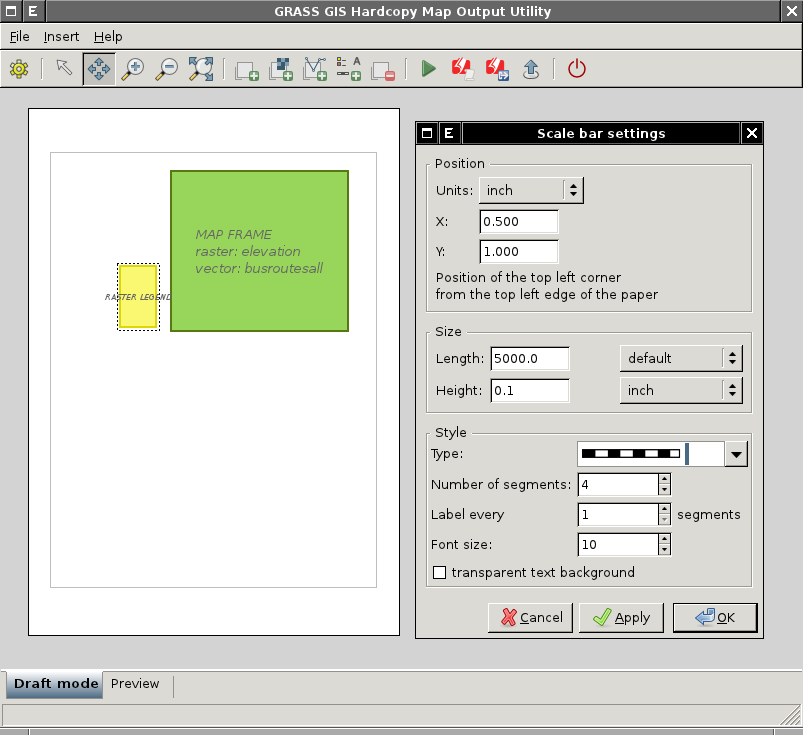 E GRASS GIS Hardcopy Map Output Utility
File Insert Help
A
MAP FRAME
raster: elevation
vector: busroutesall
RASTER LEGEND
E Scale bar settings
Position
Units: inch
X: 0.500
Y: 1.000
Position of the top left corner
from the top left edge of the paper
Size
Length: 5000.0 default
Height: 0.1 inch
Style
Type:
Number of segments: 4
Label every 1 segments
Font size: 10
transparent text background
Cancel Apply OK
Draft mode Preview